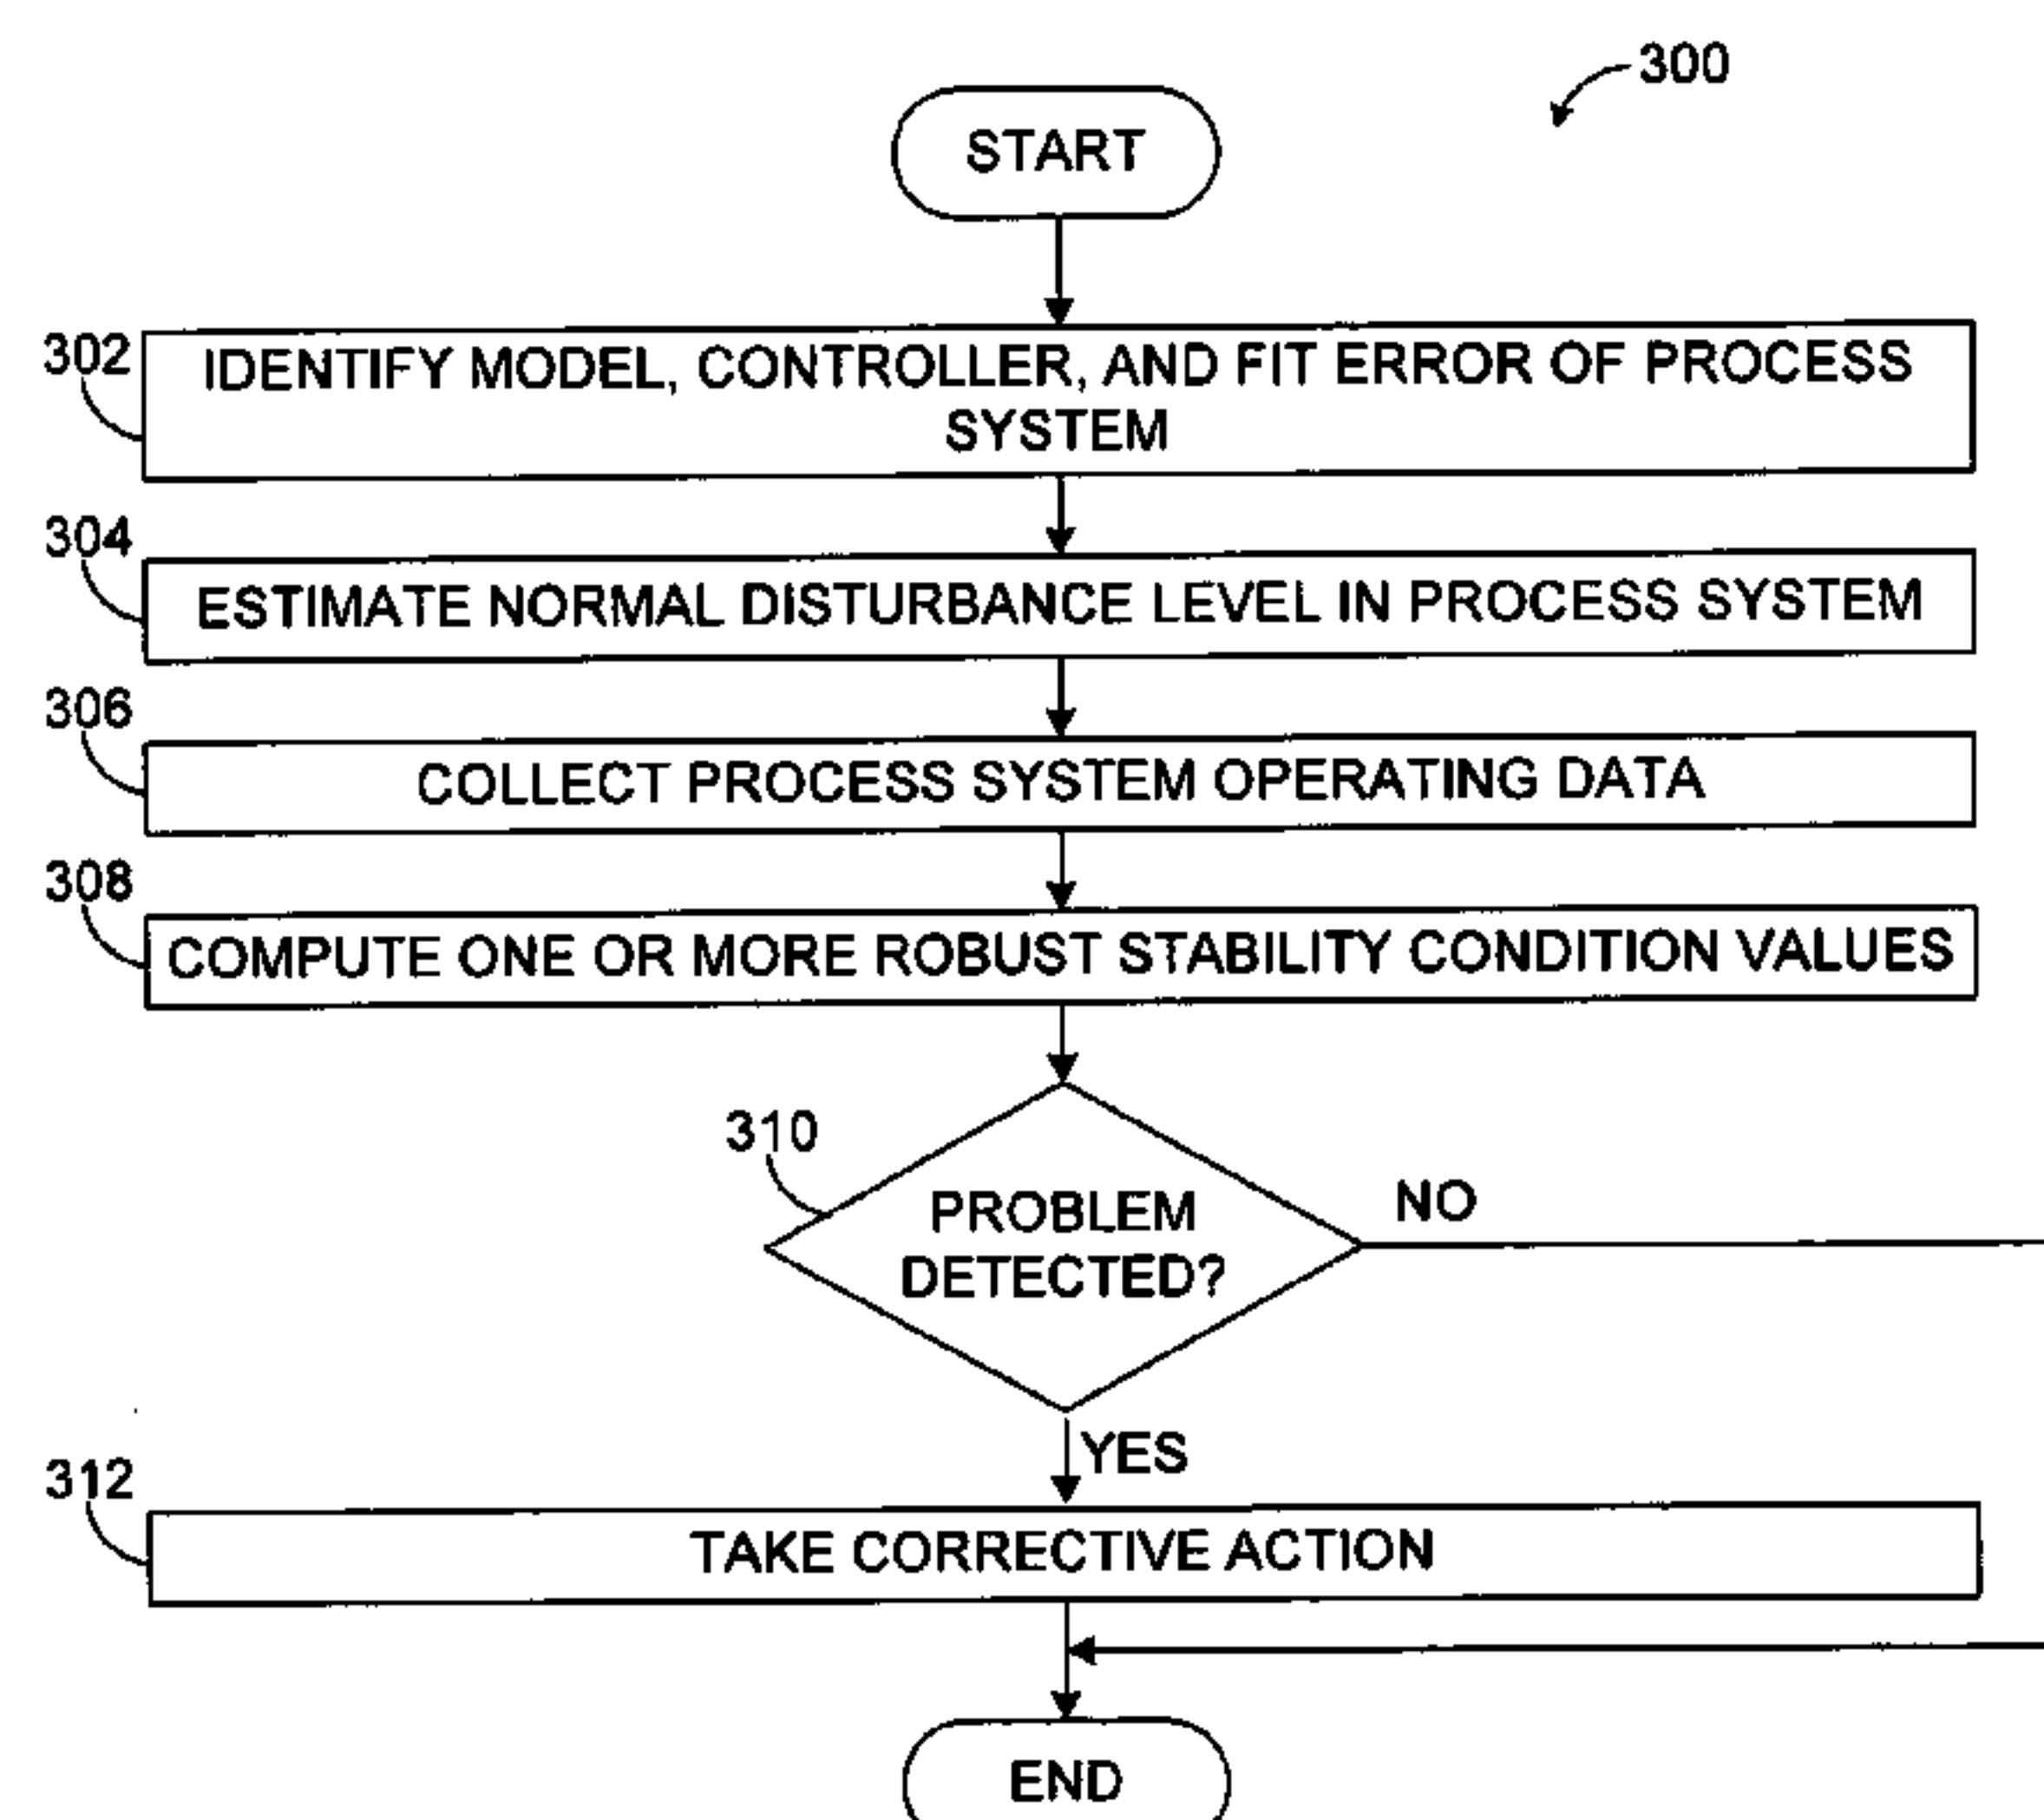 300
START
302
IDENTIFY MODEL, CONTROLLER, AND FIT ERROR OF PROCESS
SYSTEM
304
ESTIMATE NORMAL DISTURBANCE LEVEL IN PROCESS SYSTEM
306
COLLECT PROCESS SYSTEM OPERATING DATA
308
COMPUTE ONE OR MORE ROBUST STABILITY CONDITION VALUES
310
PROBLEM
DETECTED?
NO
YES
312
TAKE CORRECTIVE ACTION
END